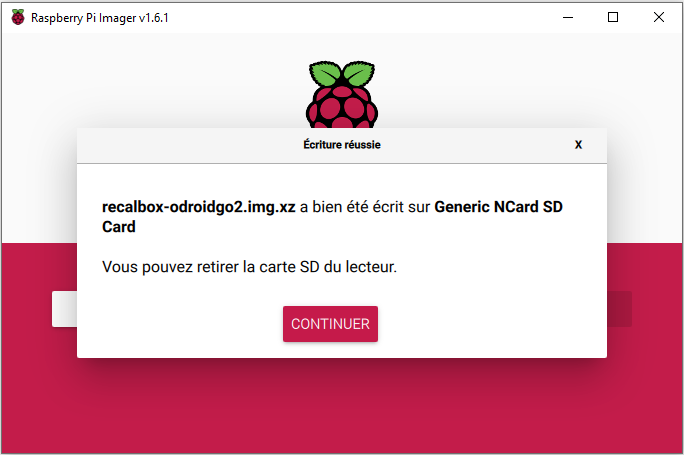 Raspberry Pi Imager v1.6.1
Écriture réussie
X
recalbox-odroidgo2.img.xz a bien été écrit sur Generic NCard SD
Card
Vous pouvez retirer la carte SD du lecteur.
CONTINUER